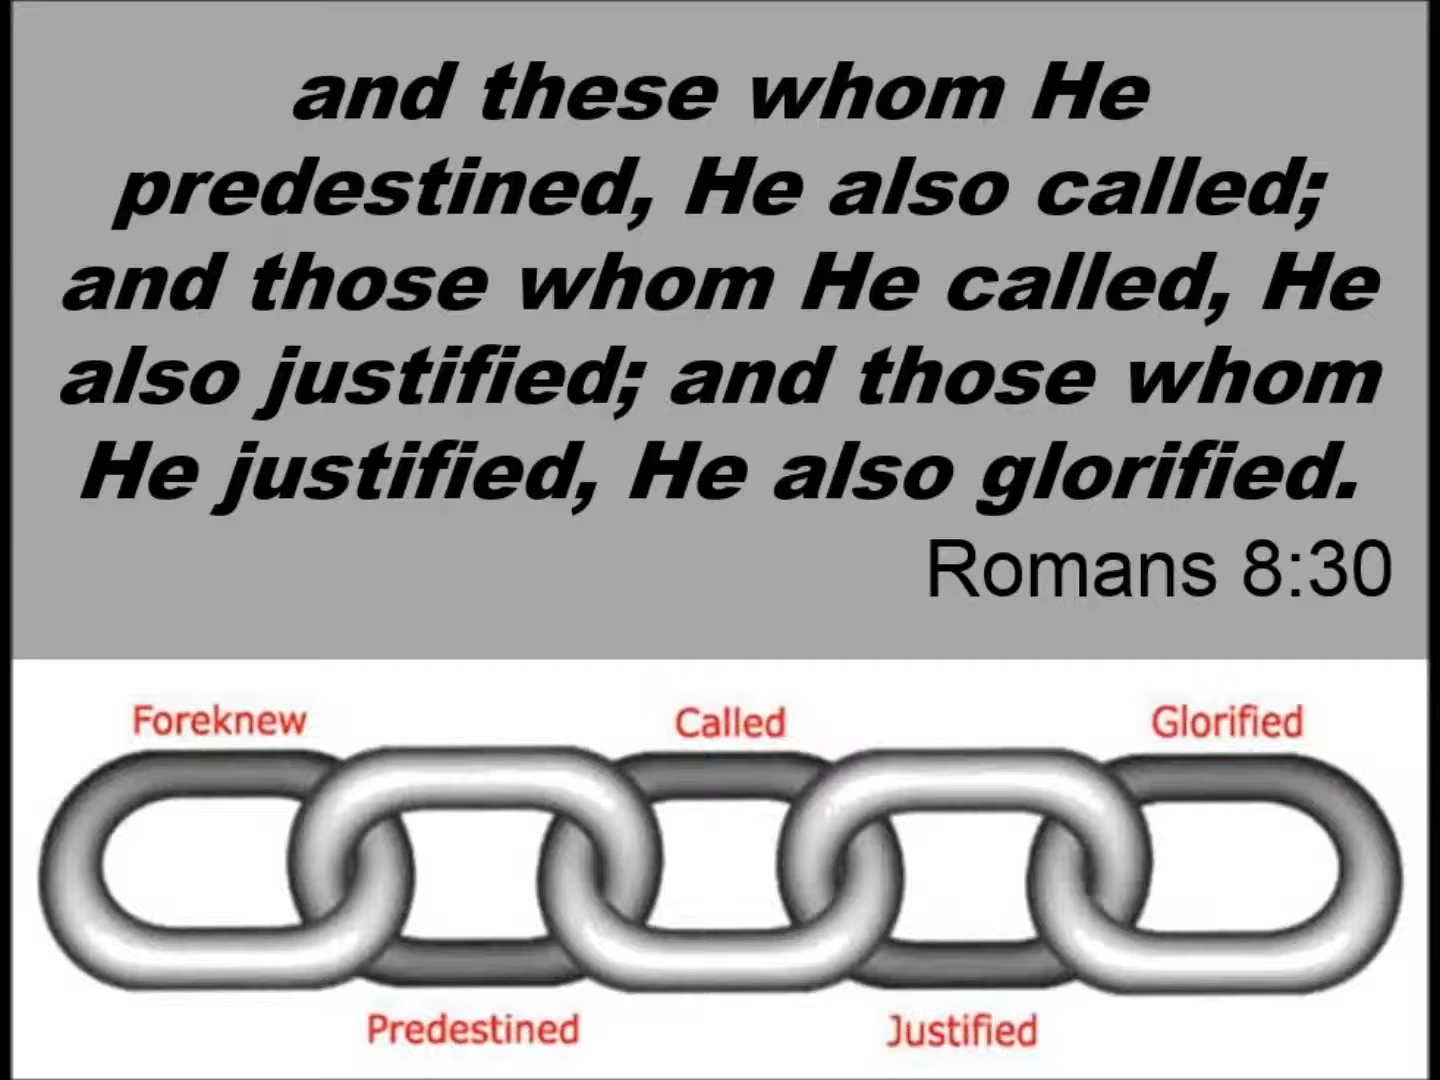 and these whom He
predestined, He also called;
and those whom He called, He
also justified; and those whom
He justified, He also glorified.
Romans 8:30
Foreknew
Called
Glorified
Predestined
Justified